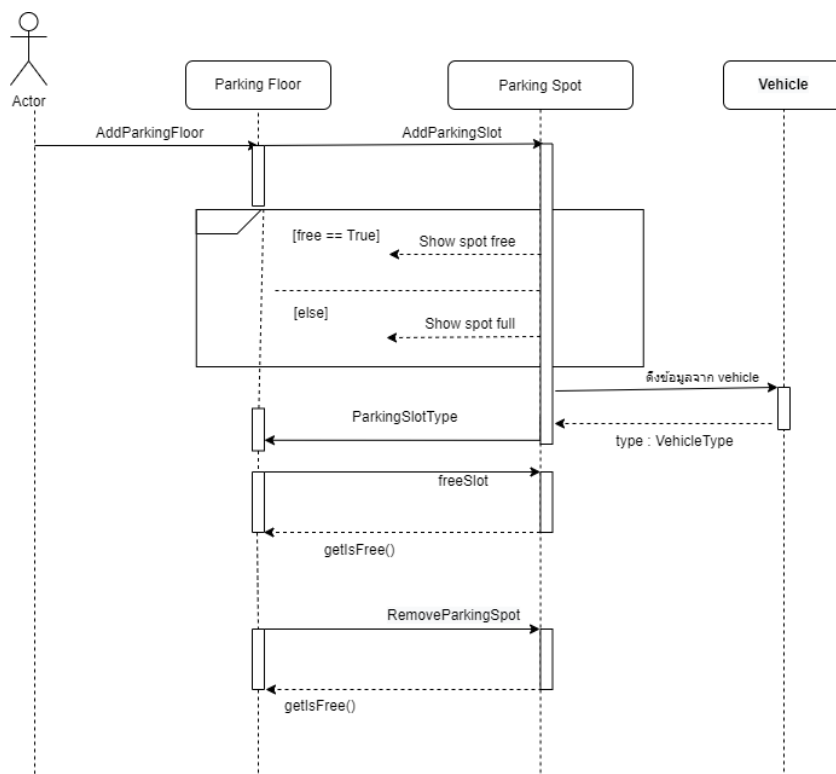 Actor
Parking Floor
Parking Spot
Vehicle
AddParkingFloor
AddParkingSlot
[free == True]
Show spot free
[else]
Show spot full
ดึงข้อมูลจาก vehicle
ParkingSlotType
type : VehicleType
freeSlot
getIsFree()
RemoveParkingSpot
getIsFree()